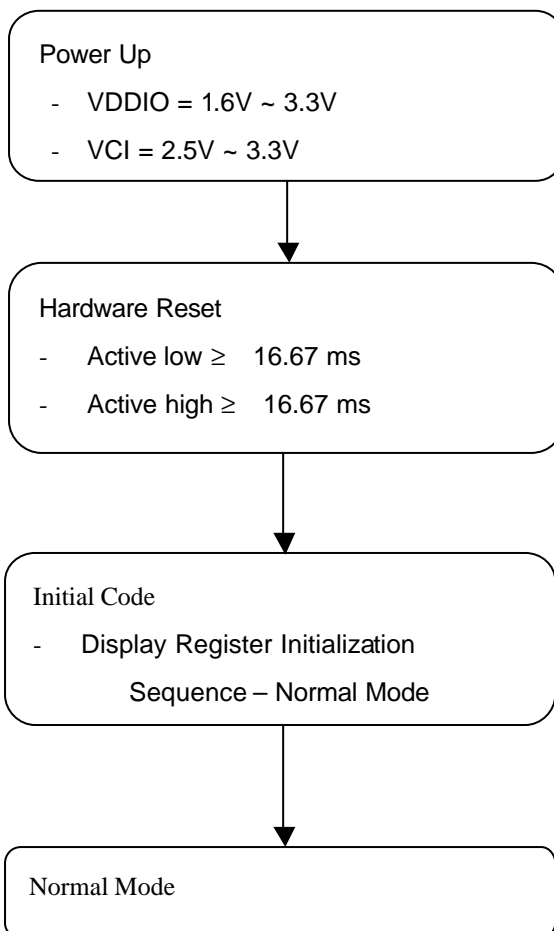 Power Up
- VDDIO = 1.6V ~ 3.3V
- VCI = 2.5V ~ 3.3V
Hardware Reset
- Active low ≥ 16.67 ms
- Active high ≥ 16.67 ms
Initial Code
- Display Register Initialization
Sequence – Normal Mode
Normal Mode